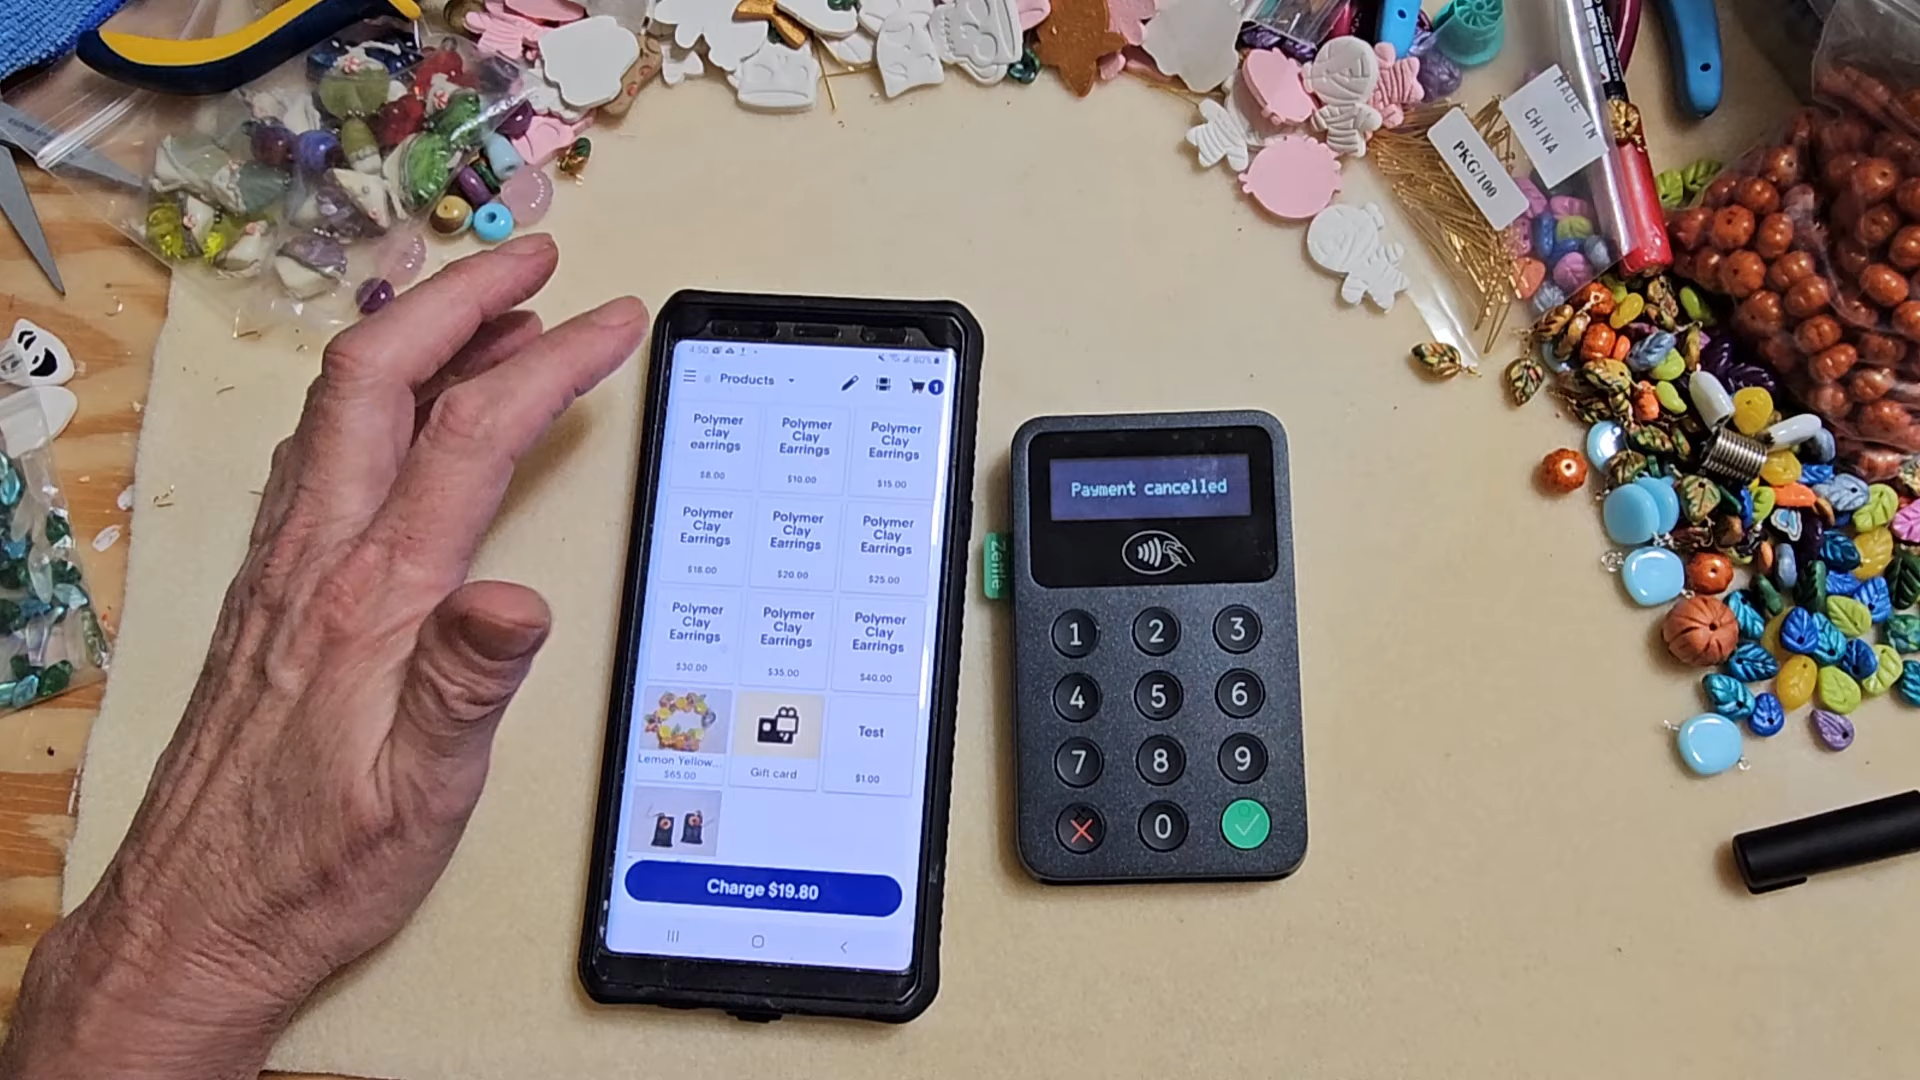 4:50
80%
Products
1
Polymer
clay
earrings
$8.00
Polymer
Clay
Earrings
$10.00
Polymer
Clay
Earrings
$15.00
Polymer
Clay
Earrings
$18.00
Polymer
Clay
Earrings
$20.00
Polymer
Clay
Earrings
$25.00
Polymer
Clay
Earrings
$30.00
Polymer
Clay
Earrings
$35.00
Polymer
Clay
Earrings
$40.00
Lemon Yellow...
$65.00
Gift card
Test
$1.00
Charge $19.80
Zettle
Payment cancelled
1 2 3
4 5 6
7 8 9
0
PKG/100
MADE IN
CHINA